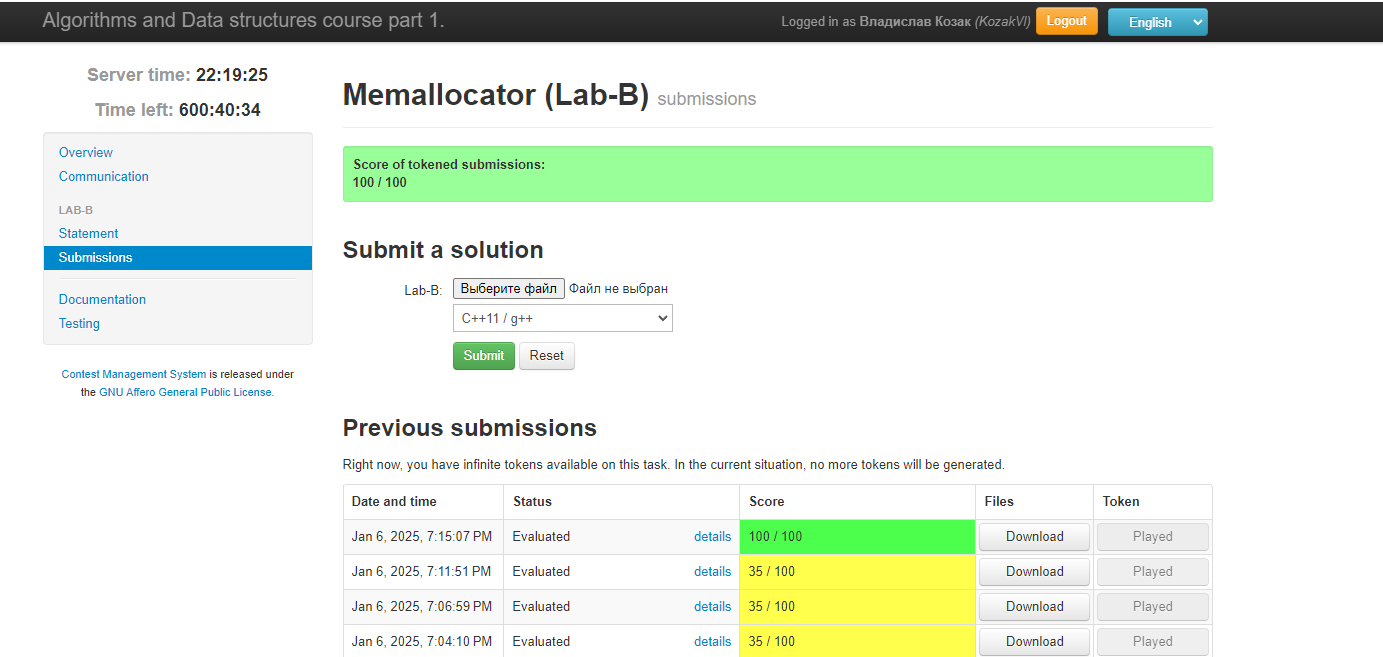 Algorithms and Data structures course part 1.
Logged in as Владислав Козак (KozakVI) Logout English
Server time: 22:19:25
Time left: 600:40:34
Overview
Communication
LAB-B
Statement
Submissions
Documentation
Testing
Contest Management System is released under
the GNU Affero General Public License.
Memallocator (Lab-B) submissions
Score of tokened submissions:
100 / 100
Submit a solution
Lab-B: Выберите файл Файл не выбран
C++11 / g++
Submit Reset
Previous submissions
Right now, you have infinite tokens available on this task. In the current situation, no more tokens will be generated.
Date and time Status Score Files Token
Jan 6, 2025, 7:15:07 PM Evaluated details 100 / 100 Download Played
Jan 6, 2025, 7:11:51 PM Evaluated details 35 / 100 Download Played
Jan 6, 2025, 7:06:59 PM Evaluated details 35 / 100 Download Played
Jan 6, 2025, 7:04:10 PM Evaluated details 35 / 100 Download Played